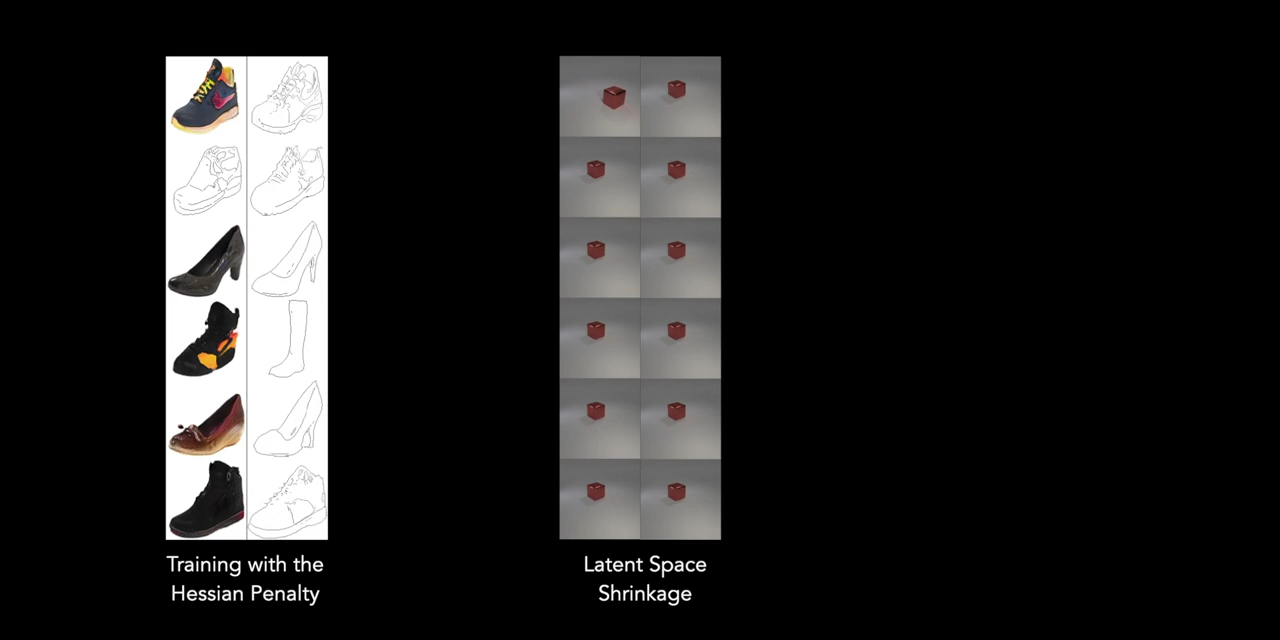 Training with the
Hessian Penalty
Latent Space
Shrinkage